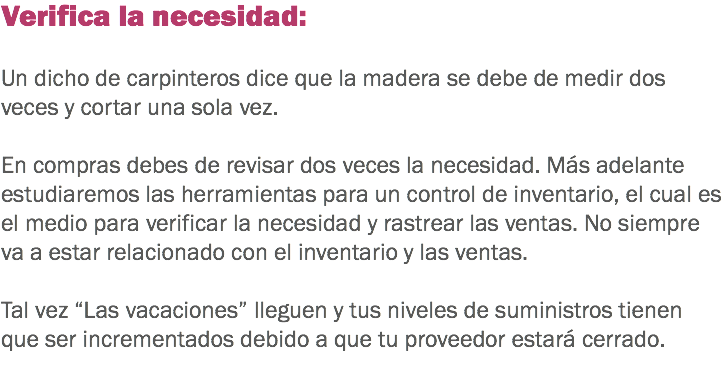 Verifica la necesidad:
Un dicho de carpinteros dice que la madera se debe de medir dos
veces y cortar una sola vez.
En compras debes de revisar dos veces la necesidad. Más adelante
estudiaremos las herramientas para un control de inventario, el cual es
el medio para verificar la necesidad y rastrear las ventas. No siempre
va a estar relacionado con el inventario y las ventas.
Tal vez “Las vacaciones” lleguen y tus niveles de suministros tienen
que ser incrementados debido a que tu proveedor estará cerrado.